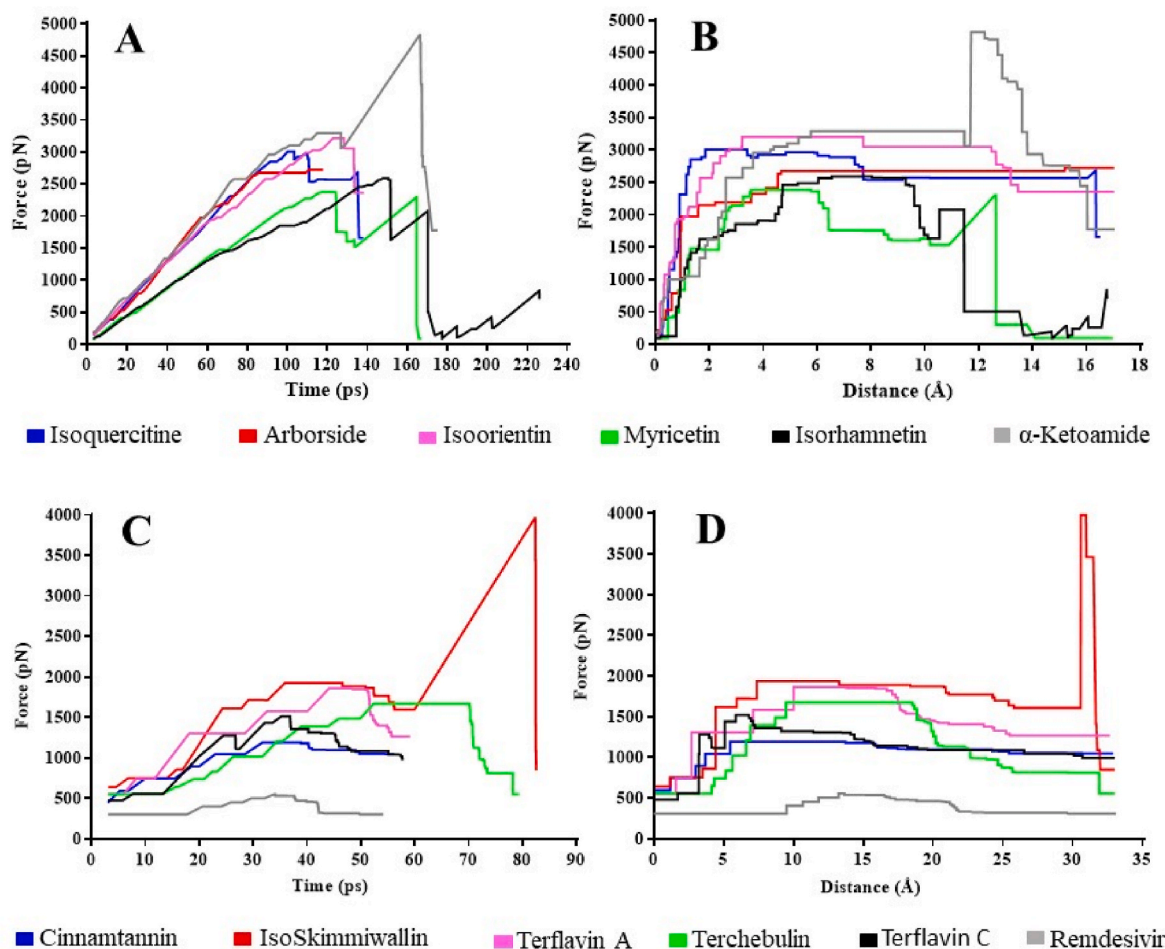 A
B
5000
4500
4000
3500
3000
2500
2000
1500
1000
500
0
Force (pN)
0 20 40 60 80 100 120 140 160 180 200 220 240
Time (ps)
5000
4500
4000
3500
3000
2500
2000
1500
1000
500
0
Force (pN)
0 2 4 6 8 10 12 14 16 18
Distance (Å)
Isoquercitine Arborside Isoorientin Myricetin Isorhamnetin α-Ketoamide
C
D
4000
3500
3000
2500
2000
1500
1000
500
0
Force (pN)
0 10 20 30 40 50 60 70 80 90
Time (ps)
4000
3500
3000
2500
2000
1500
1000
500
0
Force (pN)
0 5 10 15 20 25 30 35
Distance (Å)
Cinnamtannin IsoSkimmiwallin Terflavin A Terchebulin Terflavin C Remdesivir